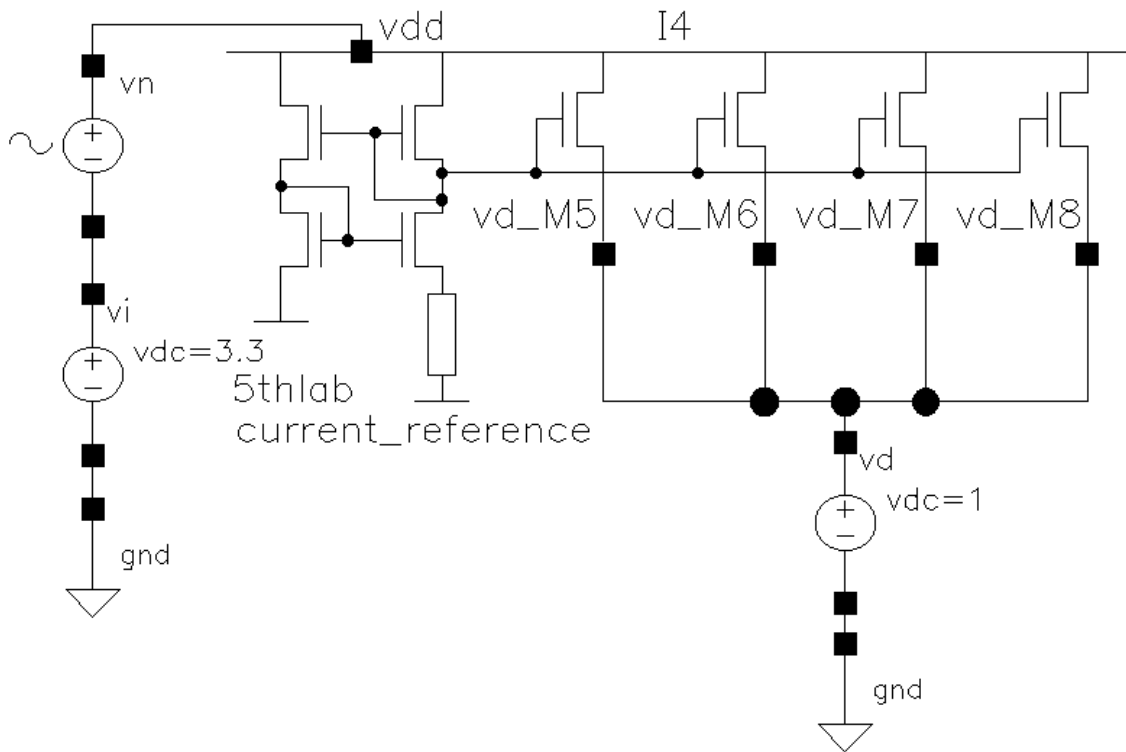 vdd
I4
vn
vd_M5
vd_M6
vd_M7
vd_M8
vi
vdc=3.3
5thlab
current_reference
vd
vdc=1
gnd
gnd